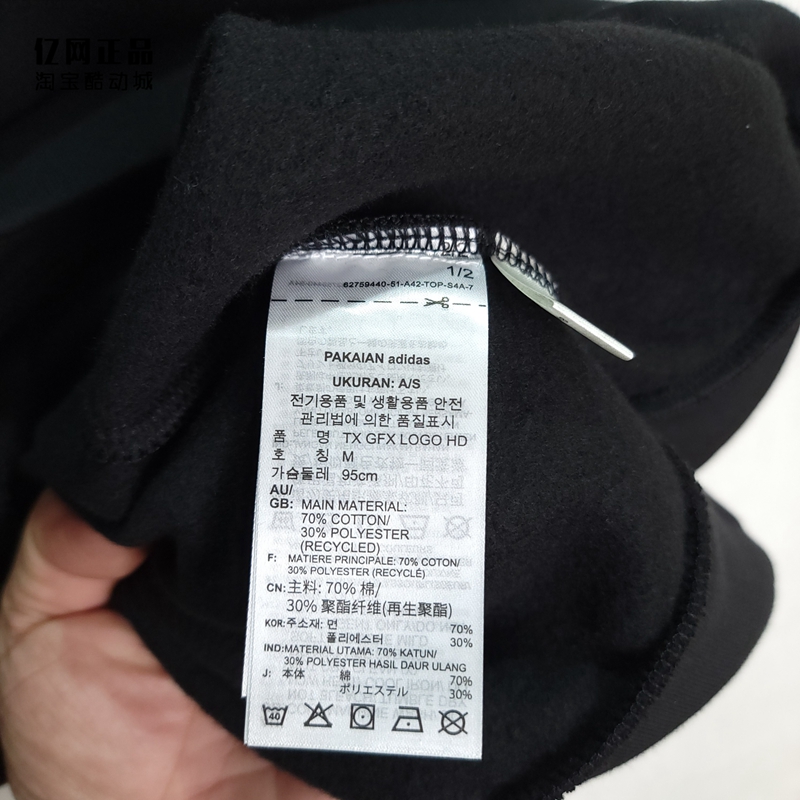 亿网正品
淘宝酷动城
2/2
1/2
62759440-51-A42-TOP-S4A-7
PAKAIAN adidas
UKURAN: A/S
전기용품 및 생활용품 안전
관리법에 의한 품질표시
품 명 TX GFX LOGO HD
호 칭 M
가슴둘레 95cm
AU/
GB: MAIN MATERIAL:
70% COTTON/
30% POLYESTER
(RECYCLED)
F: MATIERE PRINCIPALE: 70% COTON/
30% POLYESTER (RECYCLÉ)
CN: 主料: 70% 棉/
30% 聚酯纤维(再生聚酯)
KOR: 주소재: 면 70%
폴리에스터 30%
IND: MATERIAL UTAMA: 70% KATUN/
30% POLYESTER HASIL DAUR ULANG
J: 本体 綿 70%
ポリエステル 30%
40